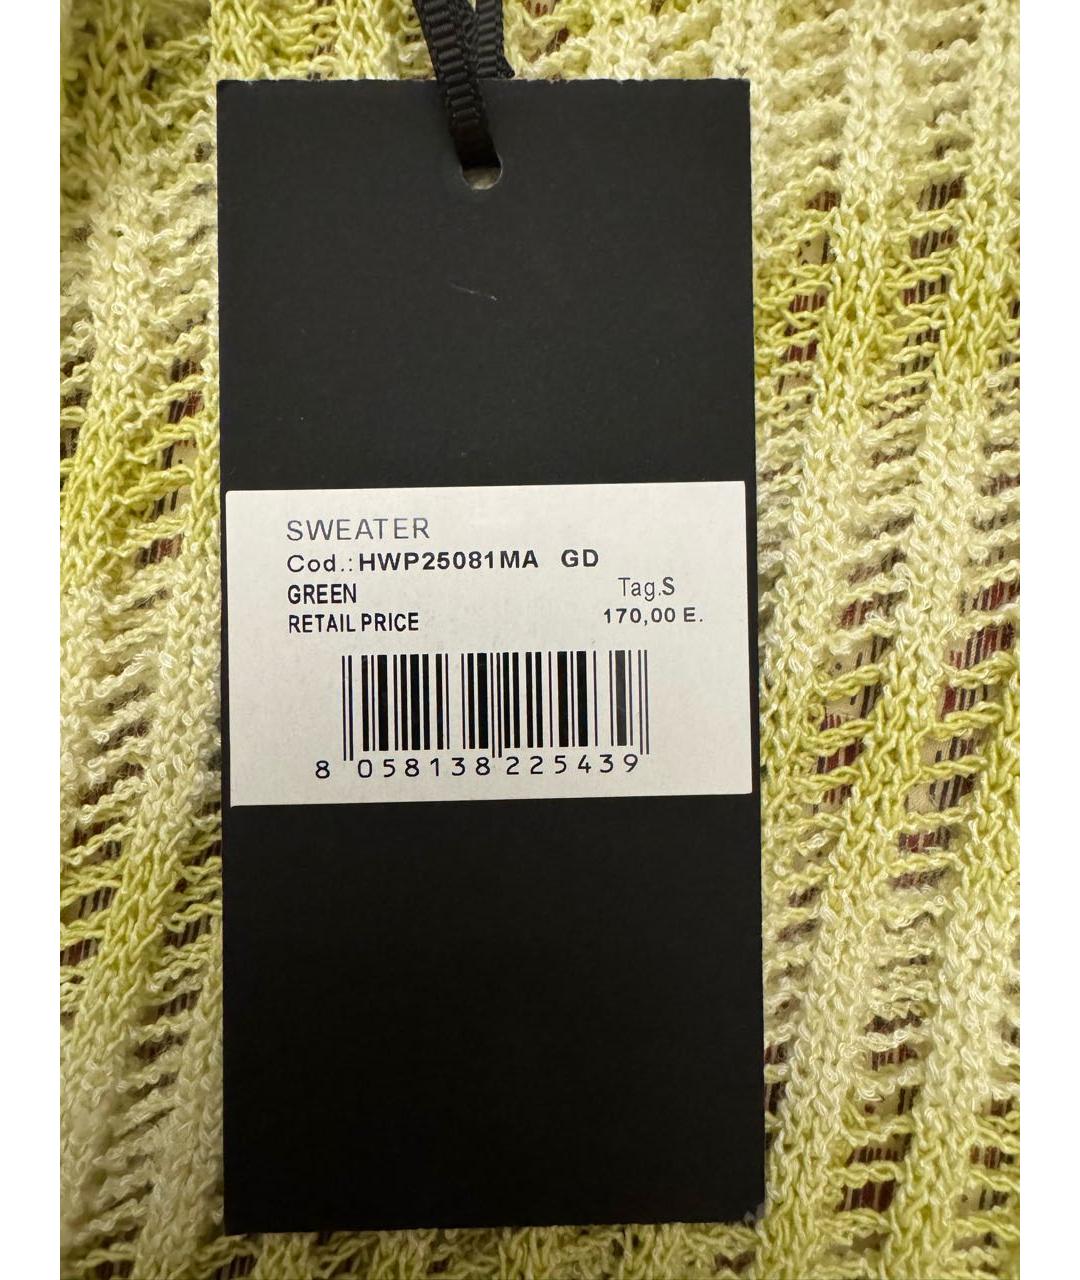 SWEATER
Cod.: HWP25081MA GD
GREEN Tag.S
RETAIL PRICE 170,00 E.
8 058138 225439